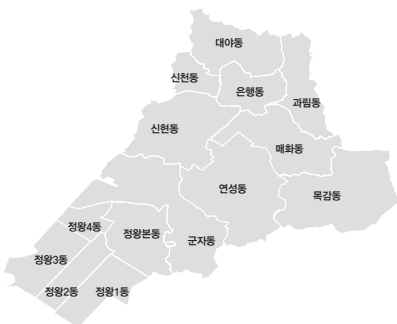 대야동
신천동
은행동
과림동
신현동
매화동
연성동
목감동
정왕4동
정왕본동
군자동
정왕3동
정왕2동
정왕1동